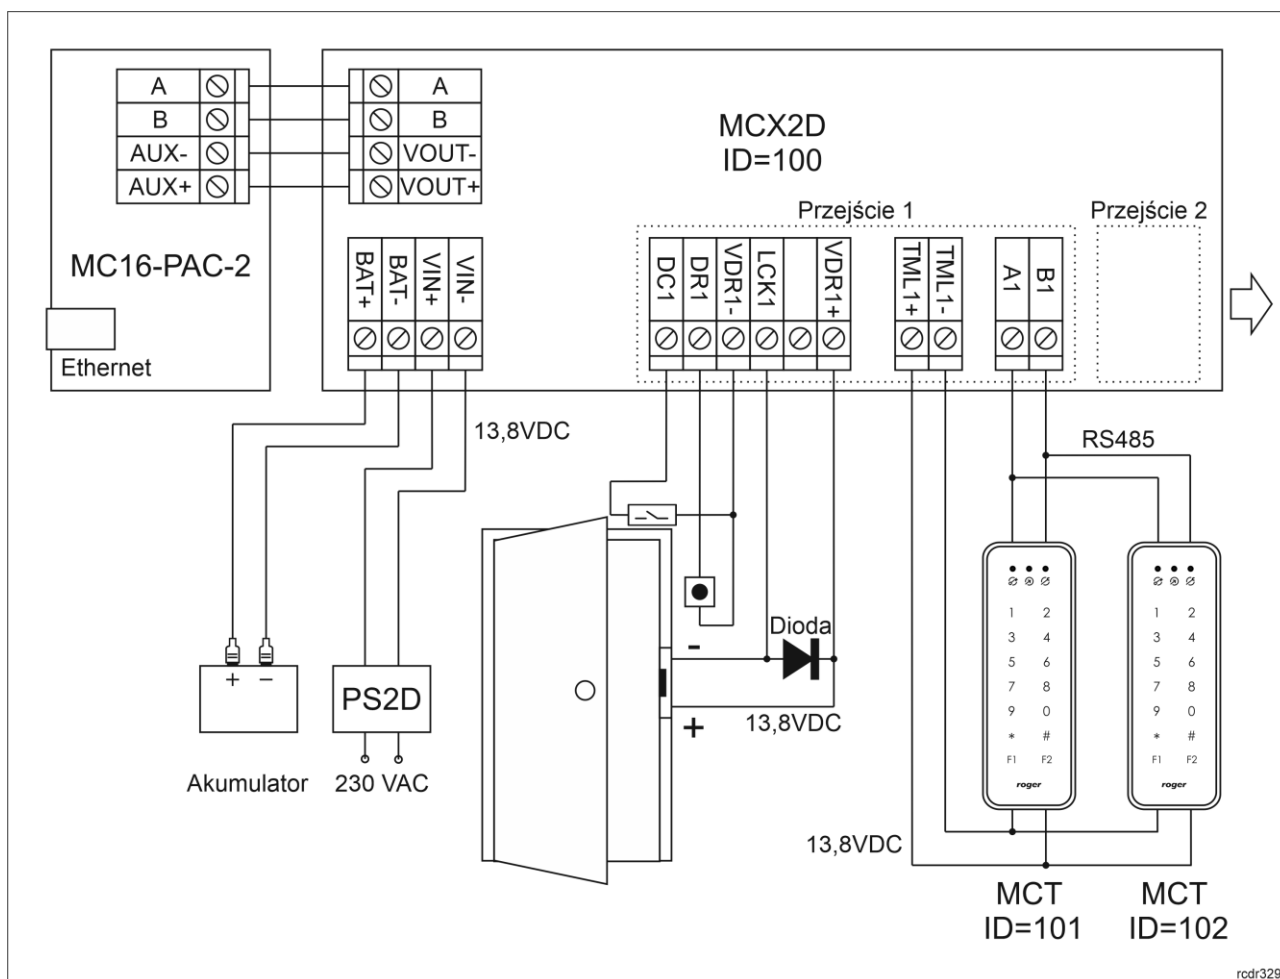 A
B
AUX-
AUX+
A
B
VOUT-
VOUT+
MCX2D
ID=100
MC16-PAC-2
Ethernet
BAT+
BAT-
VIN+
VIN-
Przejście 1
Przejście 2
DC1
DR1
VDR1-
LCK1
VDR1+
TML1+
TML1-
A1
B1
13,8VDC
RS485
+ −
Akumulator
PS2D
230 VAC
Dioda
-
+
13,8VDC
13,8VDC
1 2
3 4
5 6
7 8
9 0
* #
F1 F2
roger
1 2
3 4
5 6
7 8
9 0
* #
F1 F2
roger
MCT
ID=101
MCT
ID=102
rcdr329